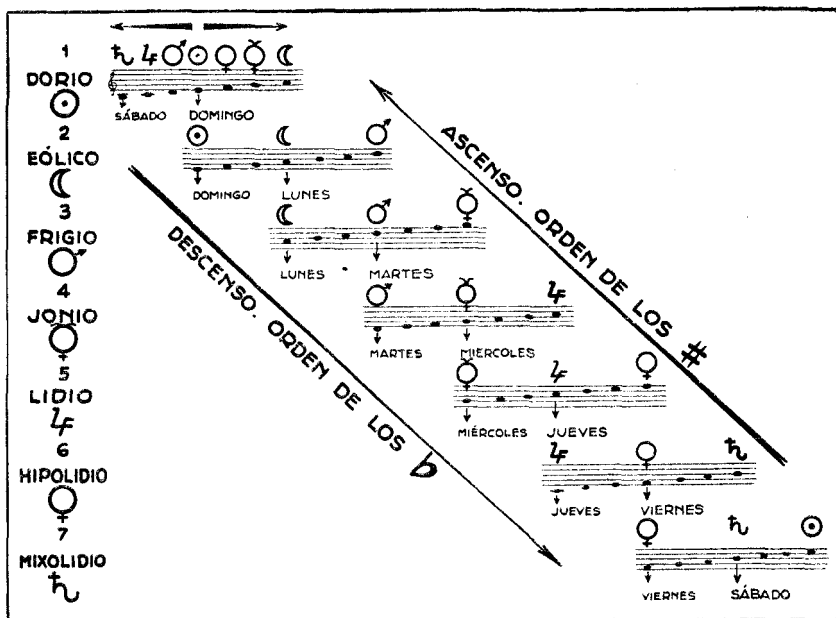 1
DORIO
SÁBADO DOMINGO
2
EÓLICO
DOMINGO LUNES
3
FRIGIO
LUNES MARTES
4
JONIO
MARTES MIÉRCOLES
5
LIDIO
MIÉRCOLES JUEVES
6
HIPOLIDIO
JUEVES VIERNES
7
MIXOLIDIO
VIERNES SÁBADO
ASCENSO. ORDEN DE LOS #
DESCENSO. ORDEN DE LOS b